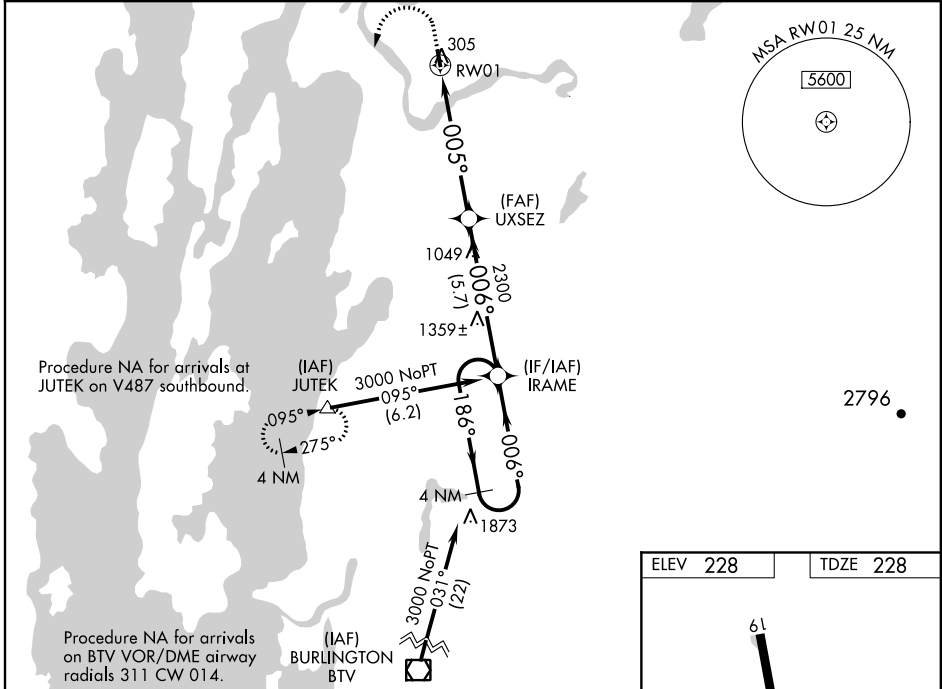 305
RW01
MSA RW01 25 NM
5600
005°
(FAF)
UXSEZ
1049
2300
006°
(5.7)
1359±
Procedure NA for arrivals at
JUTEK on V487 southbound.
(IAF)
JUTEK
3000 NoPT
095°
(6.2)
(IF/IAF)
IRAME
2796
095°
275°
4 NM
186°
006°
4 NM
1873
3000 NoPT
031°
(22)
Procedure NA for arrivals
on BTV VOR/DME airway
radials 311 CW 014.
(IAF)
BURLINGTON
BTV
ELEV 228
TDZE 228
19